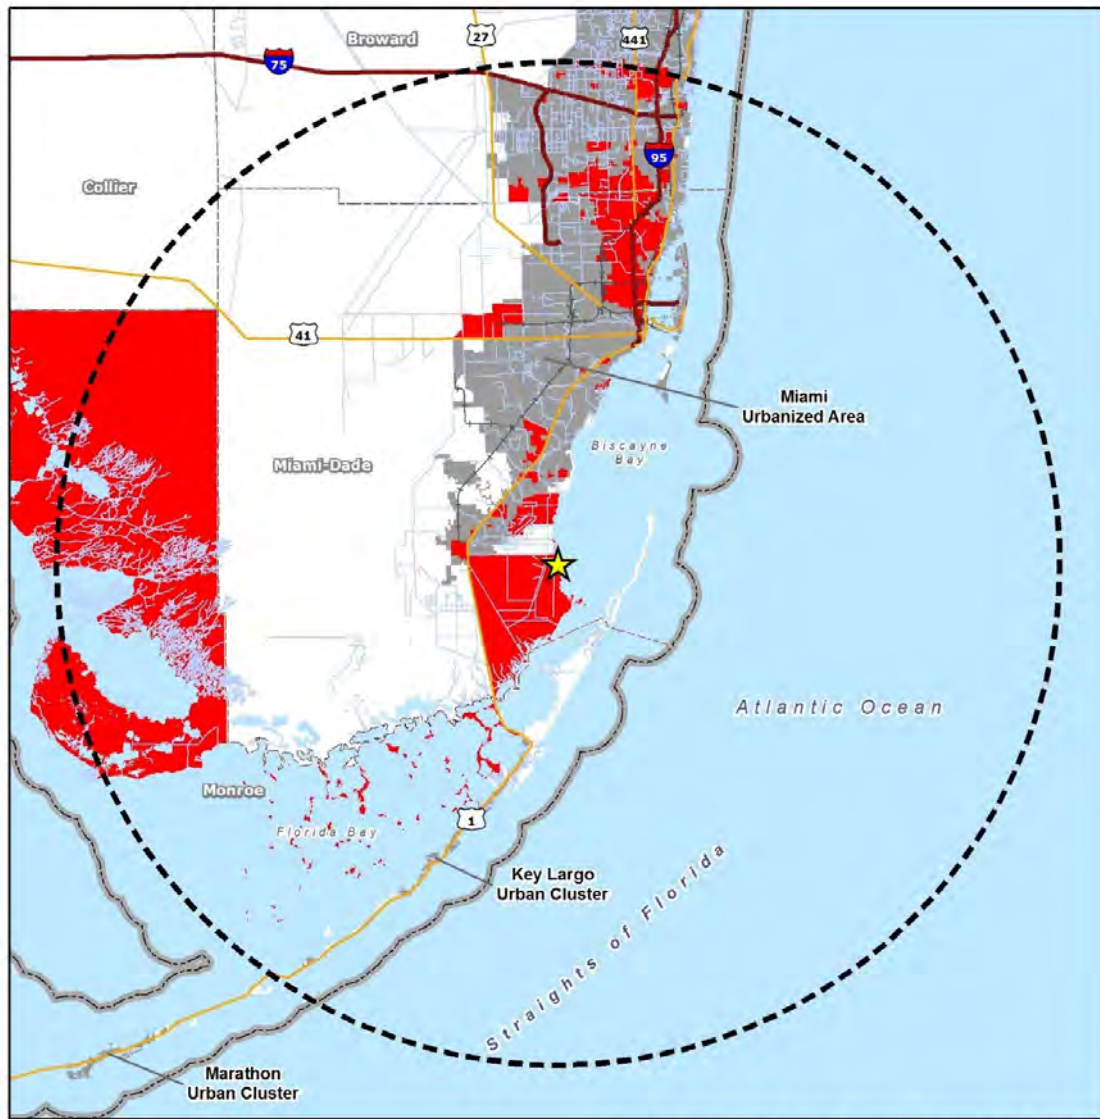 Broward
27
441
75
95
Collier
41
Miami
Urbanized Area
Biscayne
Bay
Miami-Dade
Atlantic Ocean
Monroe
Florida Bay
1
Key Largo
Urban Cluster
Straights of Florida
Marathon
Urban Cluster